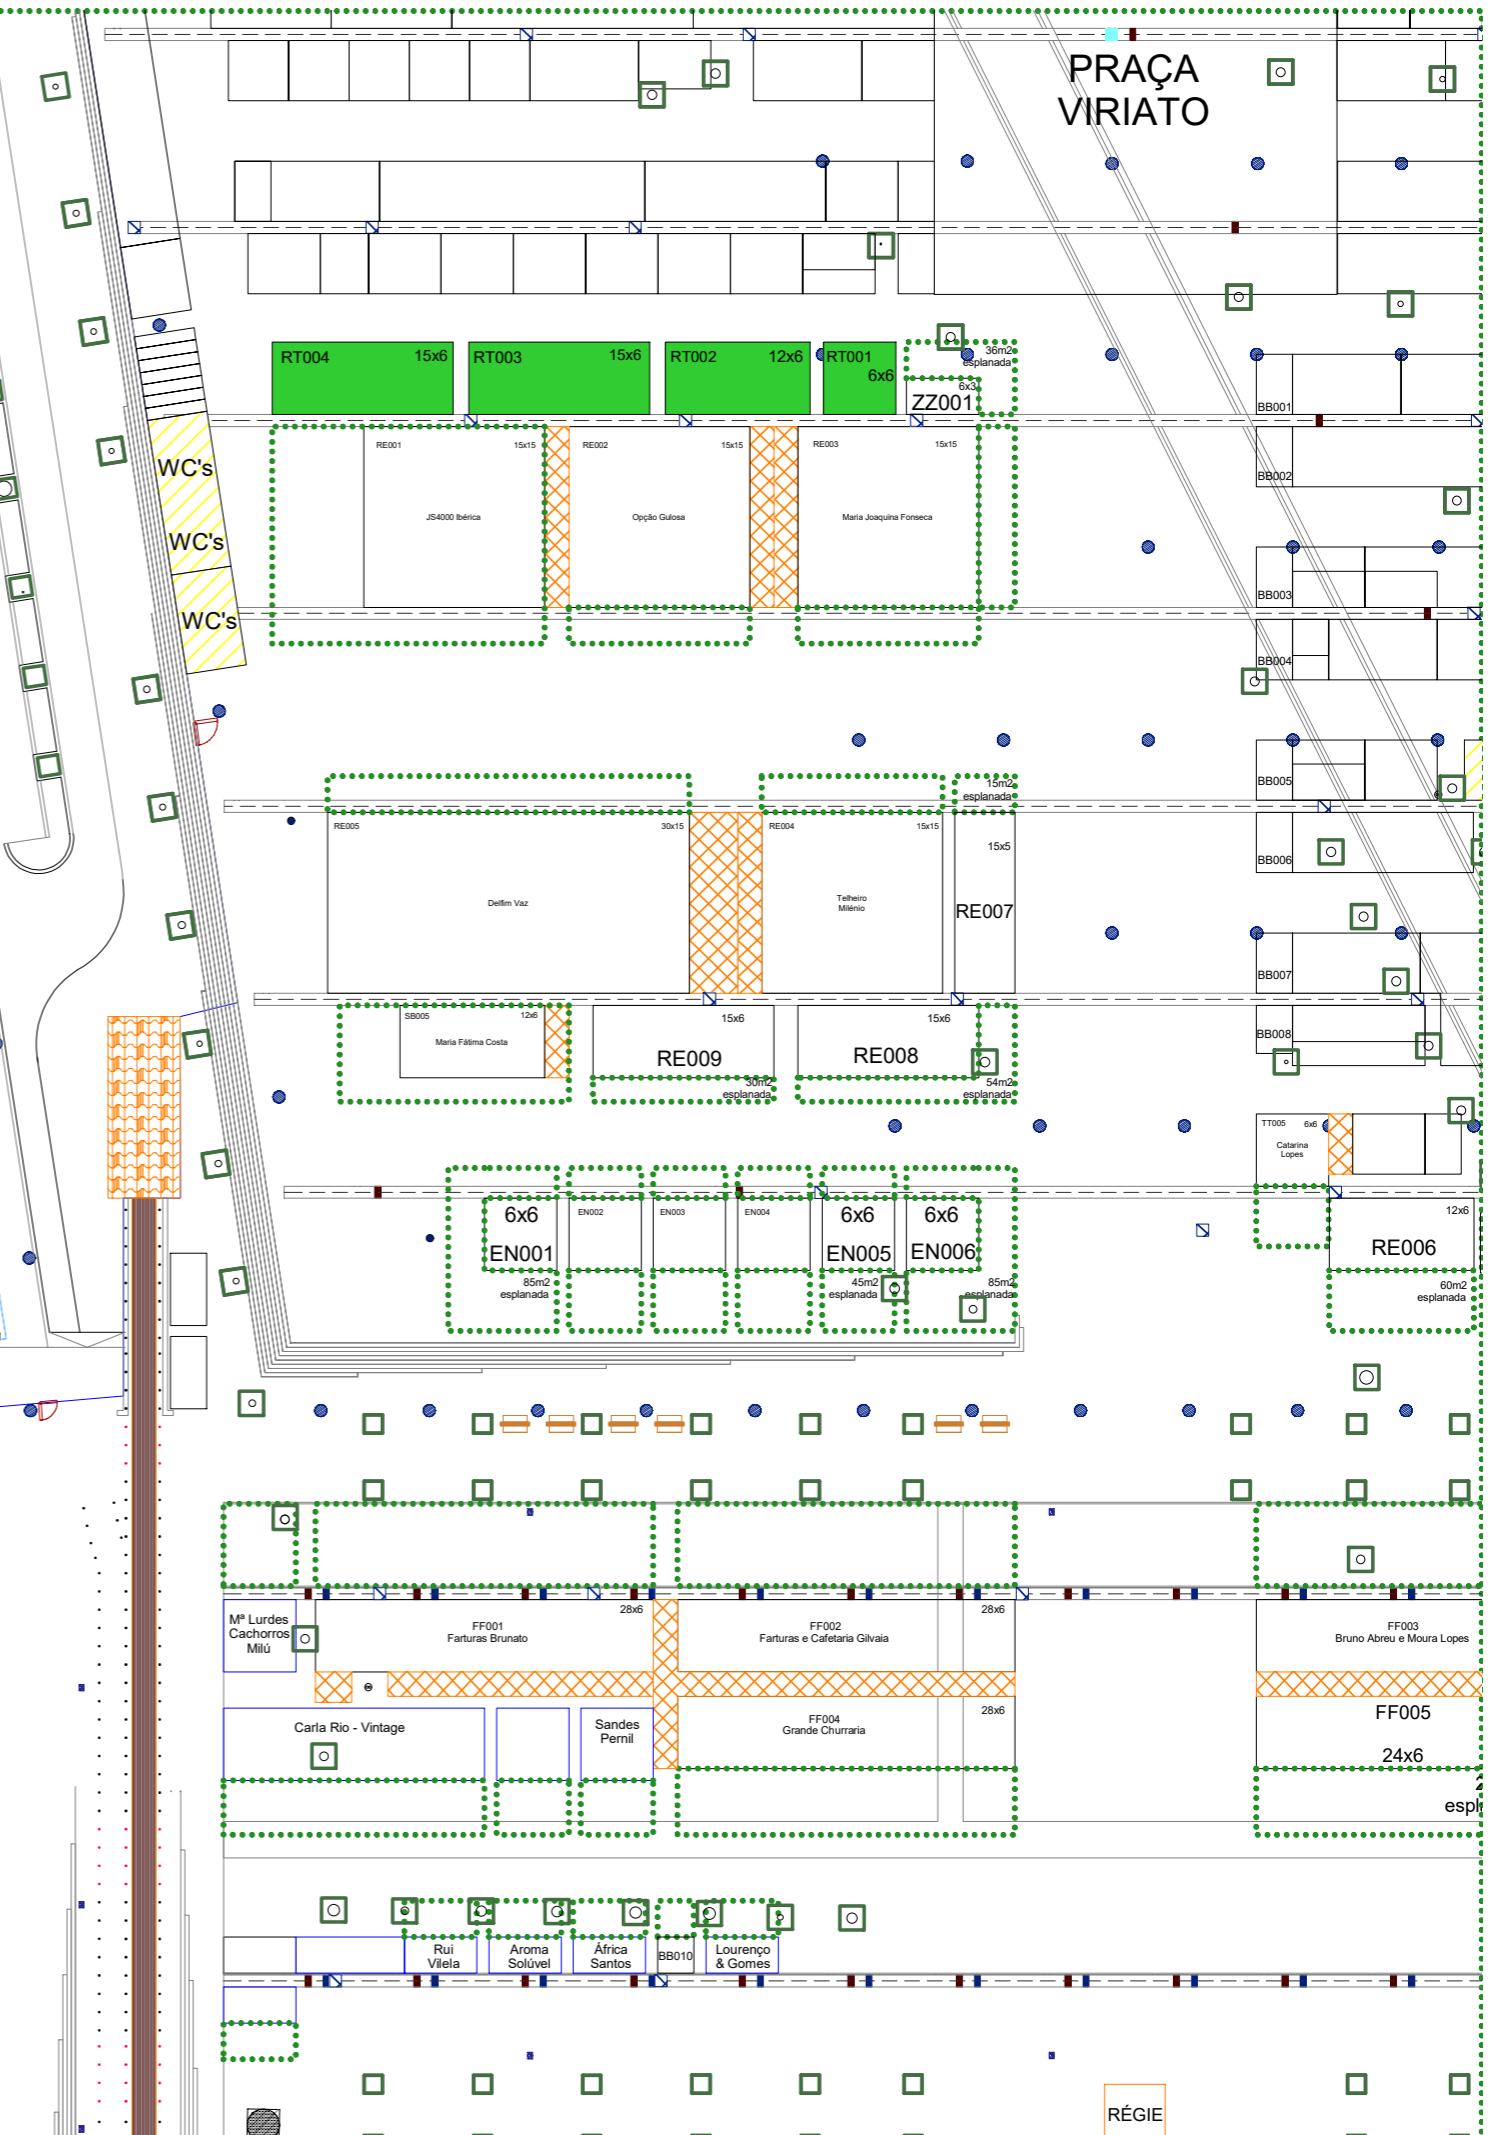 PRAÇA
VIRIATO
RT004 15x6
RT003 15x6
RT002 12x6
RT001
6x6
36m2
esplanada
6x3
ZZ001
BB001
WC's
WC's
WC's
RE001 15x15
JS4000 Ibérica
RE002 15x15
Opção Gulosa
RE003 15x15
Maria Joaquina Fonseca
BB002
BB003
BB004
BB005
15m2
esplanada
RE005 30x15
Delfim Vaz
RE004 15x15
Telheiro
Milénio
15x5
RE007
BB006
BB007
BB008
SB005 12x6
Maria Fátima Costa
15x6
RE009
30m2
esplanada
15x6
RE008
54m2
esplanada
TT005 6x6
Catarina
Lopes
6x6
EN001
85m2
esplanada
EN002
EN003
EN004
6x6
EN005
45m2
esplanada
6x6
EN006
85m2
esplanada
12x6
RE006
60m2
esplanada
Mª Lurdes
Cachorros
Milú
28x6
FF001
Farturas Brunato
28x6
FF002
Farturas e Cafetaria Gilvaia
FF003
Bruno Abreu e Moura Lopes
Carla Rio - Vintage
Sandes
Pernil
28x6
FF004
Grande Churraria
FF005
24x6
2
espl
Rui
Vilela
Aroma
Solúvel
África
Santos
BB010
Lourenço
& Gomes
RÉGIE